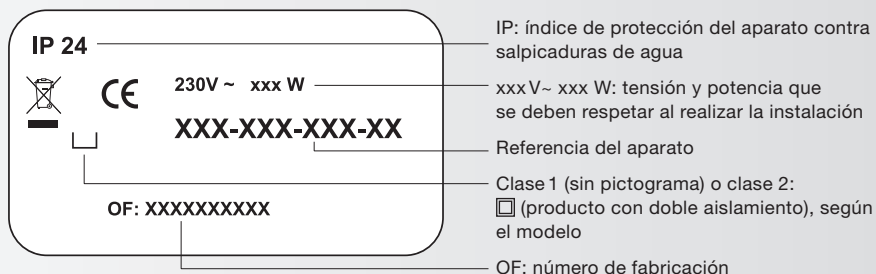 IP 24
CE
230V ~ xxx W
XXX-XXX-XXX-XX
OF: XXXXXXXXXX
IP: índice de protección del aparato contra
salpicaduras de agua
xxx V~ xxx W: tensión y potencia que
se deben respetar al realizar la instalación
Referencia del aparato
Clase 1 (sin pictograma) o clase 2:
(producto con doble aislamiento), según
el modelo
OF: número de fabricación